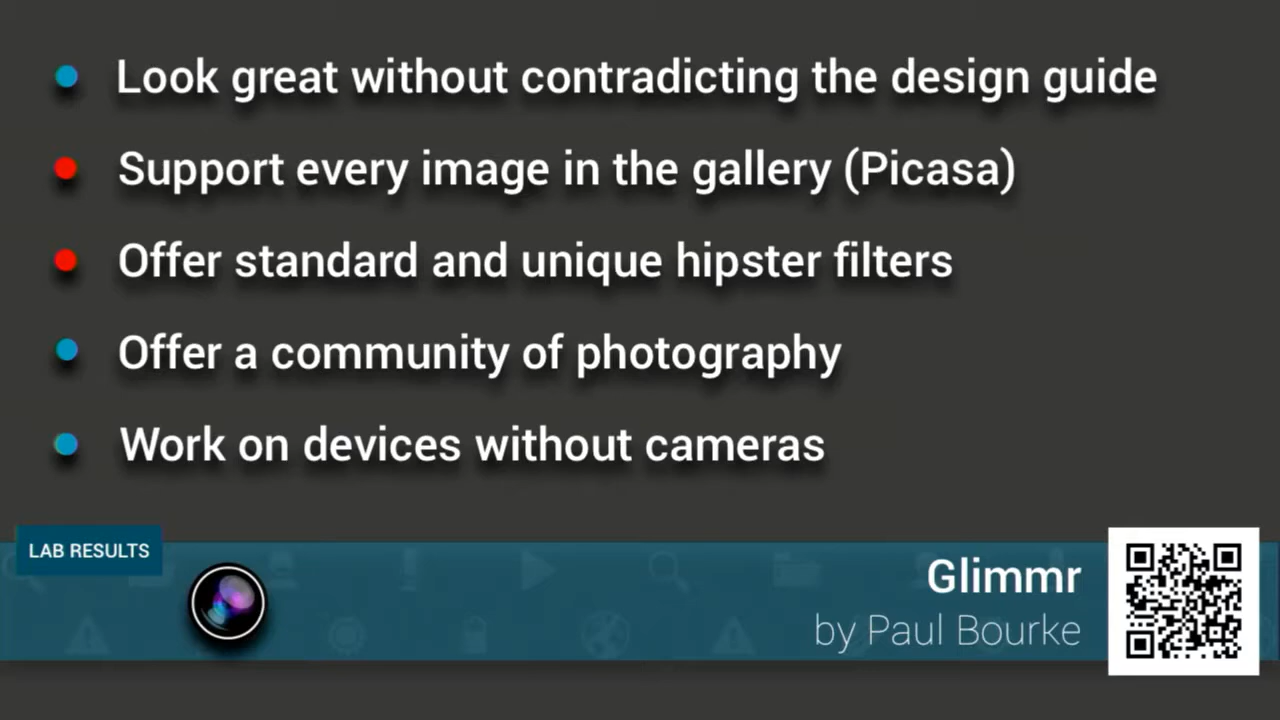 Look great without contradicting the design guide
Support every image in the gallery (Picasa)
Offer standard and unique hipster filters
Offer a community of photography
Work on devices without cameras
LAB RESULTS
Glimmr
by Paul Bourke